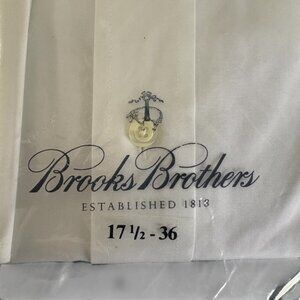 Brooks Brothers
ESTABLISHED 1818
17 1/2 - 36